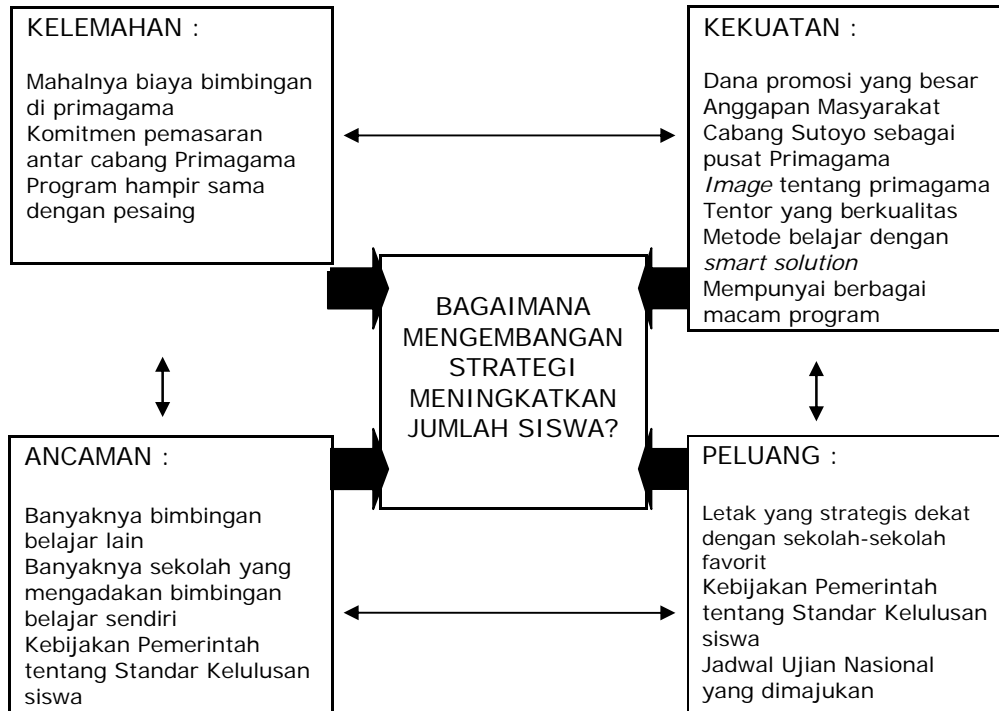 KELEMAHAN :
Mahalnya biaya bimbingan
di primagama
Komitmen pemasaran
antar cabang Primagama
Program hampir sama
dengan pesaing
KEKUATAN :
Dana promosi yang besar
Anggapan Masyarakat
Cabang Sutoyo sebagai
pusat Primagama
Image tentang primagama
Tentor yang berkualitas
Metode belajar dengan
smart solution
Mempunyai berbagai
macam program
BAGAIMANA
MENGEMBANGAN
STRATEGI
MENINGKATKAN
JUMLAH SISWA?
ANCAMAN :
Banyaknya bimbingan
belajar lain
Banyaknya sekolah yang
mengadakan bimbingan
belajar sendiri
Kebijakan Pemerintah
tentang Standar Kelulusan
siswa
PELUANG :
Letak yang strategis dekat
dengan sekolah-sekolah
favorit
Kebijakan Pemerintah
tentang Standar Kelulusan
siswa
Jadwal Ujian Nasional
yang dimajukan